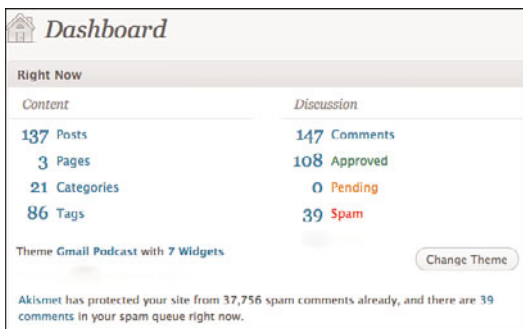 Dashboard
Right Now
Content
Discussion
137 Posts
147 Comments
3 Pages
108 Approved
21 Categories
0 Pending
86 Tags
39 Spam
Theme Gmail Podcast with 7 Widgets
Change Theme
Akismet has protected your site from 37,756 spam comments already, and there are 39
comments in your spam queue right now.